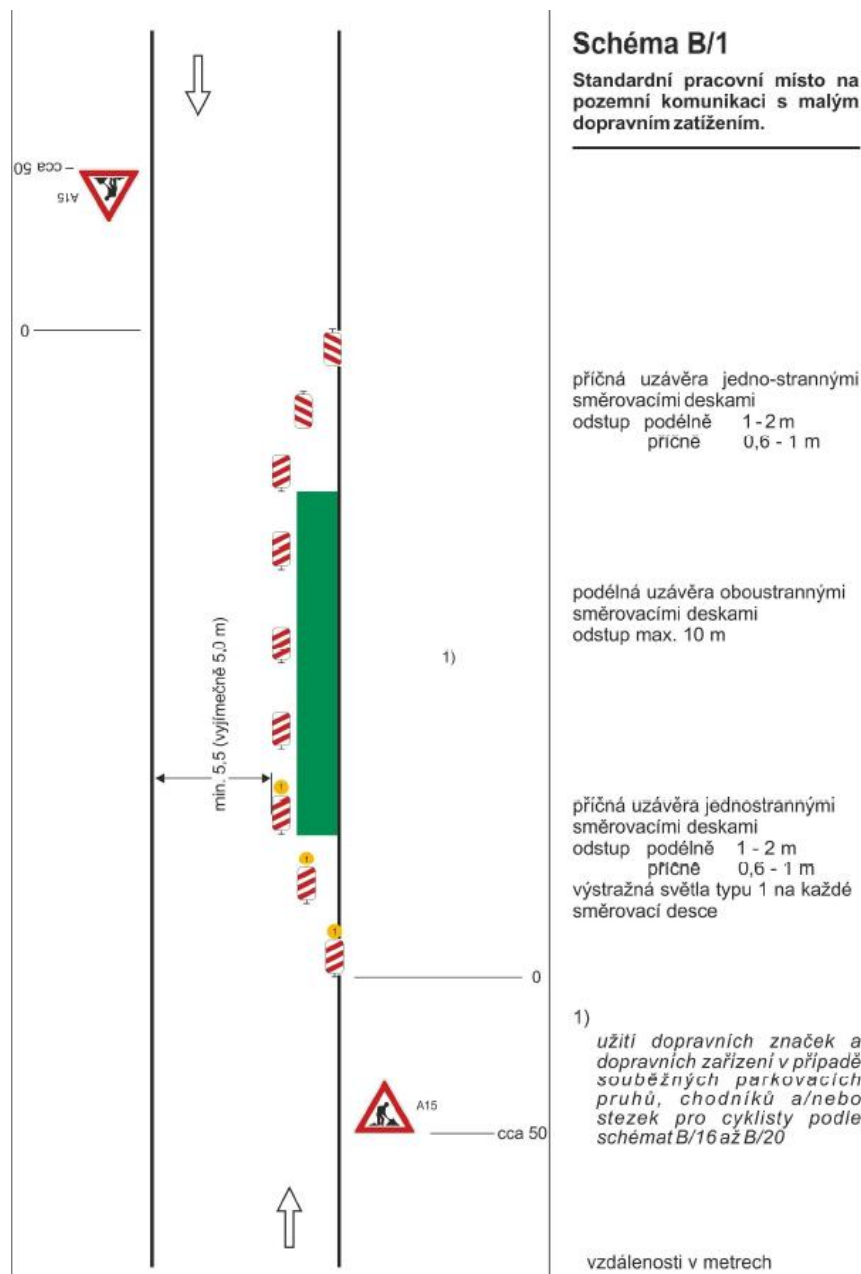 Schéma B/1
Standardní pracovní místo na
pozemní komunikaci s malým
dopravním zatížením.
cca 50
A15
0
příčná uzávěra jedno-strannými
směrovacími deskami
odstup podélně 1 - 2 m
příčně 0,6 - 1 m
podélná uzávěra oboustrannými
směrovacími deskami
odstup max. 10 m
min. 5,5 (vyjímečně 5,0 m)
1)
1
příčná uzávěra jednostrannými
směrovacími deskami
odstup podélně 1 - 2 m
příčně 0,6 - 1 m
výstražná světla typu 1 na každé
směrovací desce
1
1
0
1)
užití dopravních značek a
dopravních zařízení v případě
souběžných parkovacích
pruhů, chodníků a/nebo
stezek pro cyklisty podle
schémat B/16 až B/20
A15
cca 50
vzdálenosti v metrech